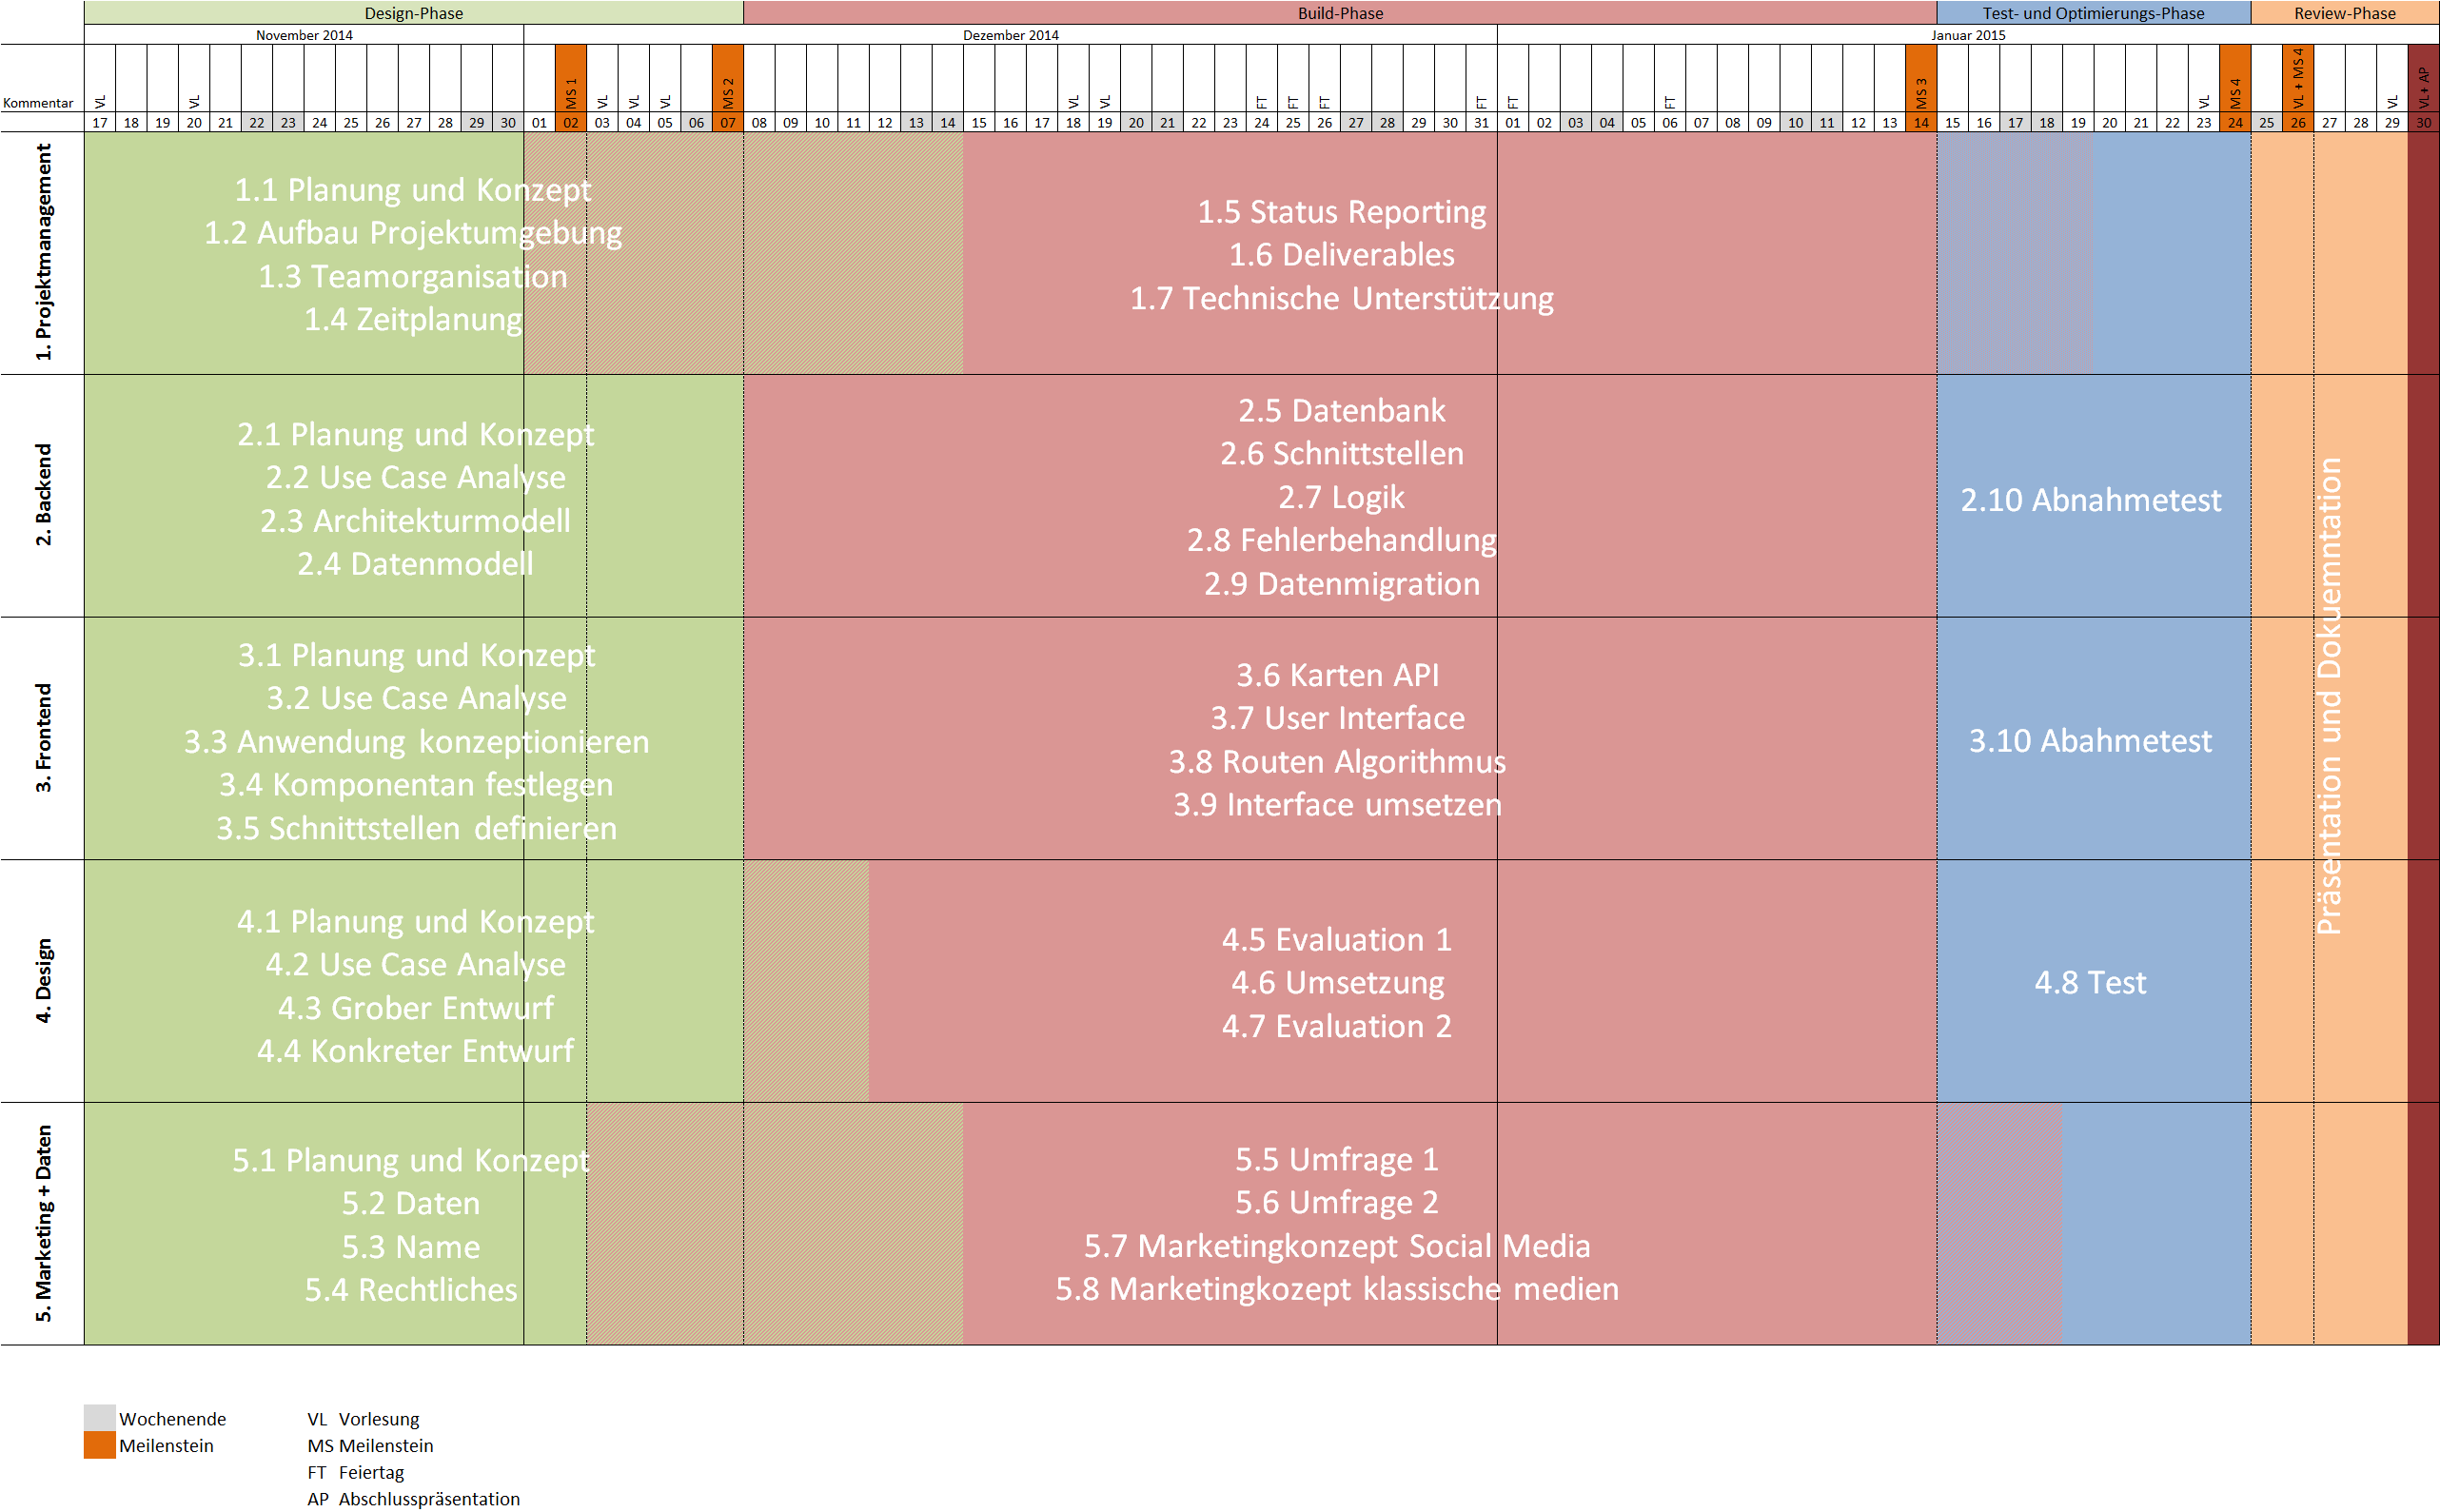 Design-Phase Build-Phase Test- und Optimierungs-Phase Review-Phase
November 2014 Dezember 2014 Januar 2015
Kommentar VL VL MS 1 VL VL VL MS 2 VL VL FT FT FT FT FT FT MS 3 VL MS 4 VL + MS 4 VL VL+ AP
17 18 19 20 21 22 23 24 25 26 27 28 29 30 01 02 03 04 05 06 07 08 09 10 11 12 13 14 15 16 17 18 19 20 21 22 23 24 25 26 27 28 29 30 31 01 02 03 04 05 06 07 08 09 10 11 12 13 14 15 16 17 18 19 20 21 22 23 24 25 26 27 28 29 30
1. Projektmanagement
1.1 Planung und Konzept
1.2 Aufbau Projektumgebung
1.3 Teamorganisation
1.4 Zeitplanung
1.5 Status Reporting
1.6 Deliverables
1.7 Technische Unterstützung
2. Backend
2.1 Planung und Konzept
2.2 Use Case Analyse
2.3 Architekturmodell
2.4 Datenmodell
2.5 Datenbank
2.6 Schnittstellen
2.7 Logik
2.8 Fehlerbehandlung
2.9 Datenmigration
2.10 Abnahmetest
3. Frontend
3.1 Planung und Konzept
3.2 Use Case Analyse
3.3 Anwendung konzeptionieren
3.4 Komponentan festlegen
3.5 Schnittstellen definieren
3.6 Karten API
3.7 User Interface
3.8 Routen Algorithmus
3.9 Interface umsetzen
3.10 Abahmetest
Präsentation und Dokuemntation
4. Design
4.1 Planung und Konzept
4.2 Use Case Analyse
4.3 Grober Entwurf
4.4 Konkreter Entwurf
4.5 Evaluation 1
4.6 Umsetzung
4.7 Evaluation 2
4.8 Test
5. Marketing + Daten
5.1 Planung und Konzept
5.2 Daten
5.3 Name
5.4 Rechtliches
5.5 Umfrage 1
5.6 Umfrage 2
5.7 Marketingkonzept Social Media
5.8 Marketingkozept klassische medien
Wochenende VL Vorlesung
Meilenstein MS Meilenstein
FT Feiertag
AP Abschlusspräsentation